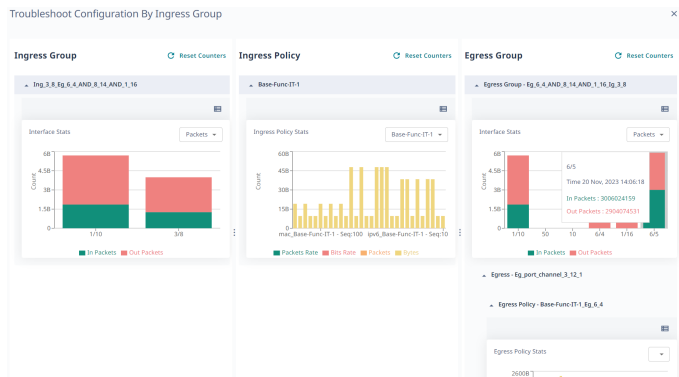 Troubleshoot Configuration By Ingress Group
Ingress Group
Reset Counters
Ing_3_8_Eg_6_4_AND_8_14_AND_1_16
Interface Stats
Packets
6B
4.5B
3B
1.5B
0
Count
1/10
3/8
In Packets
Out Packets
Ingress Policy
Reset Counters
Base-Func-IT-1
Ingress Policy Stats
Base-Func-IT-1
60B
45B
30B
15B
0
Count
mac_Base-Func-IT-1 - Seq:100
ipv6_Base-Func-IT-1 - Seq:10
Packets Rate
Bits Rate
Packets
Bytes
Egress Group
Reset Counters
Egress Group - Eg_6_4_AND_8_14_AND_1_16_Ig_3_8
Interface Stats
Packets
6B
4.5B
3B
1.5B
0
Count
6/5
Time 20 Nov, 2023 14:06:18
In Packets : 3006024159
Out Packets : 2904074531
1/10
50
10
6/4
1/16
6/5
In Packets
Out Packets
Egress - Eg_port_channel_3_12_1
Egress Policy - Base-Func-IT-1_Eg_6_4
Egress Policy Stats
2600B